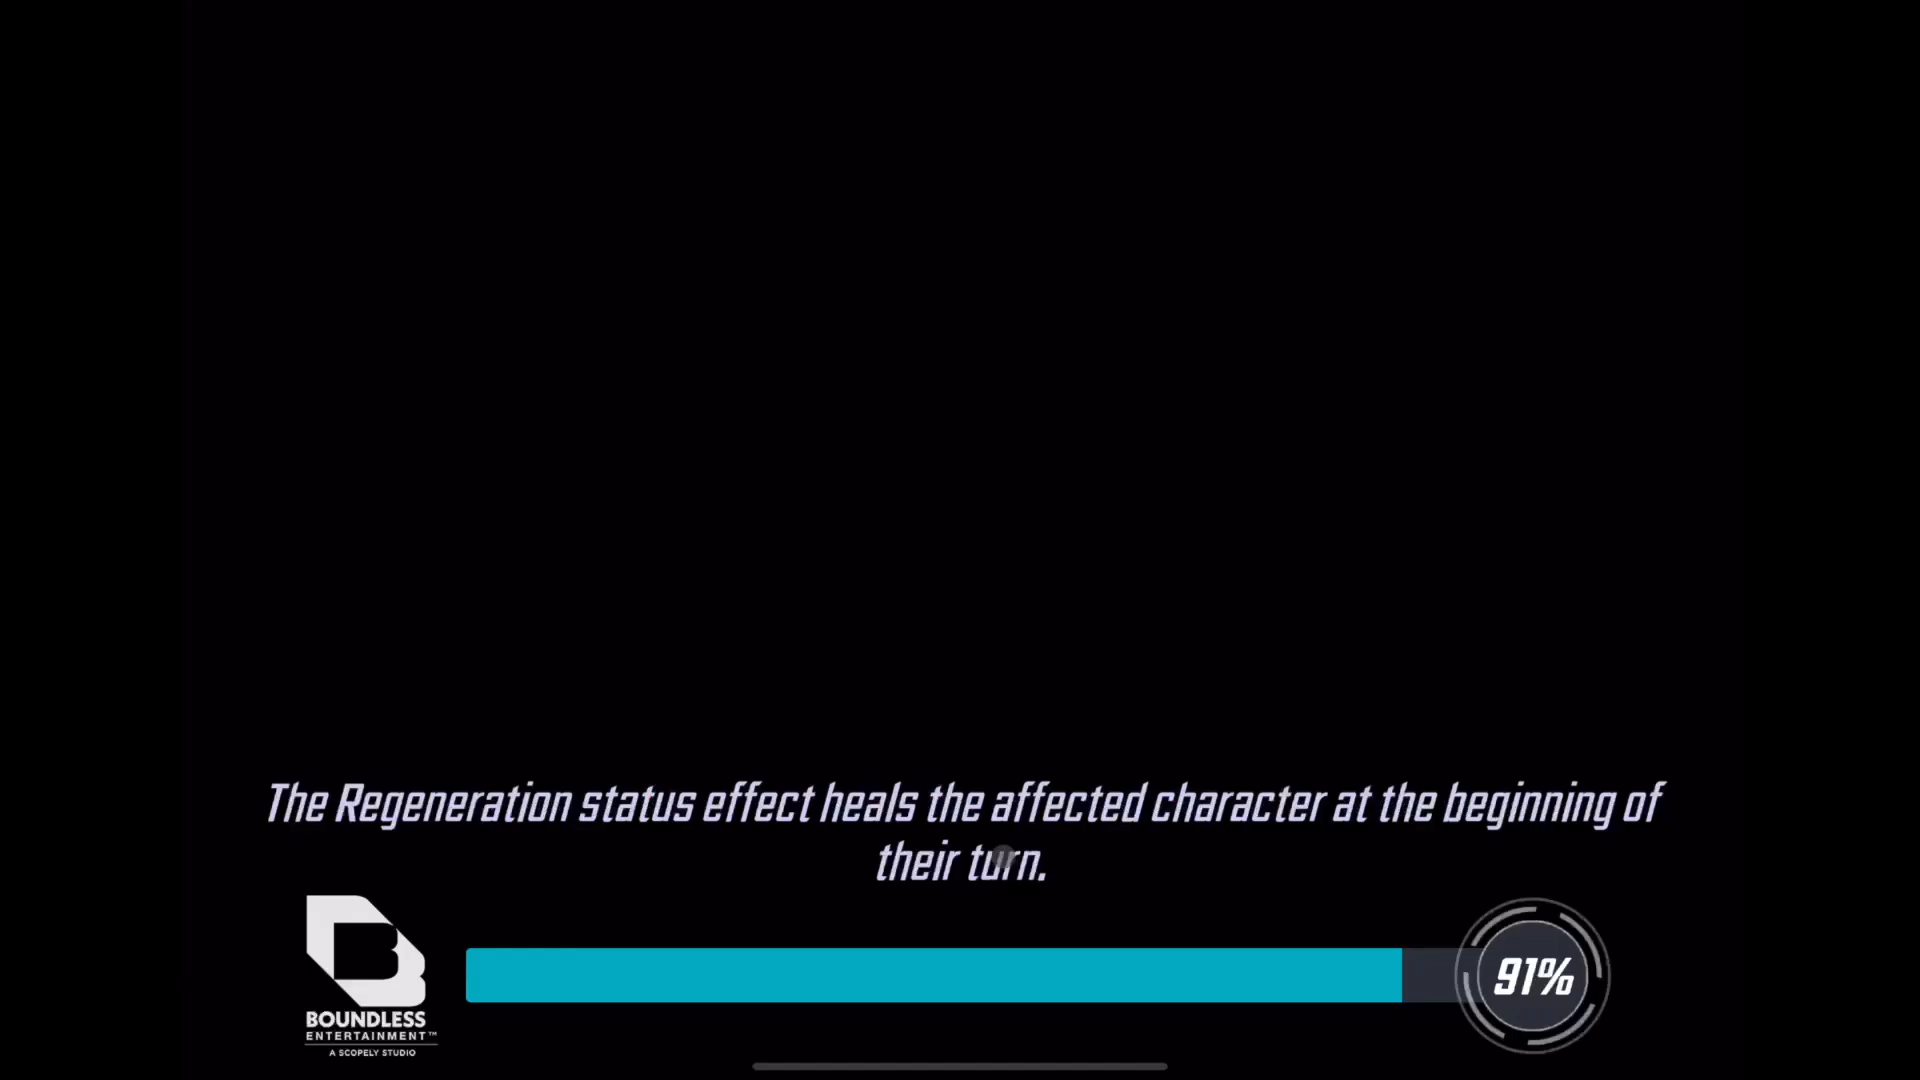 The Regeneration status effect heals the affected character at the beginning of
their turn.
91%
BOUNDLESS
ENTERTAINMENT™
A SCOPELY STUDIO